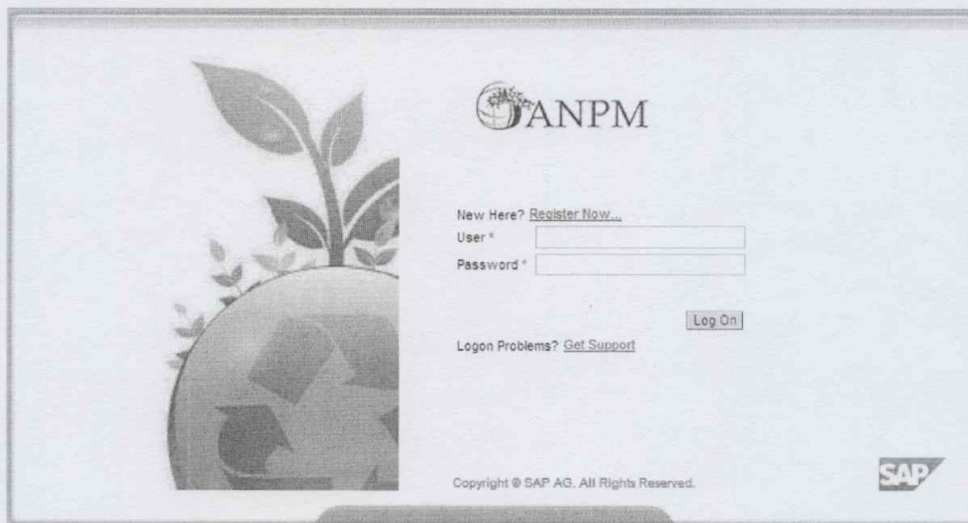 ANPM
New Here? Register Now...
User *
Password *
Log On
Logon Problems? Get Support
Copyright © SAP AG. All Rights Reserved.
SAP